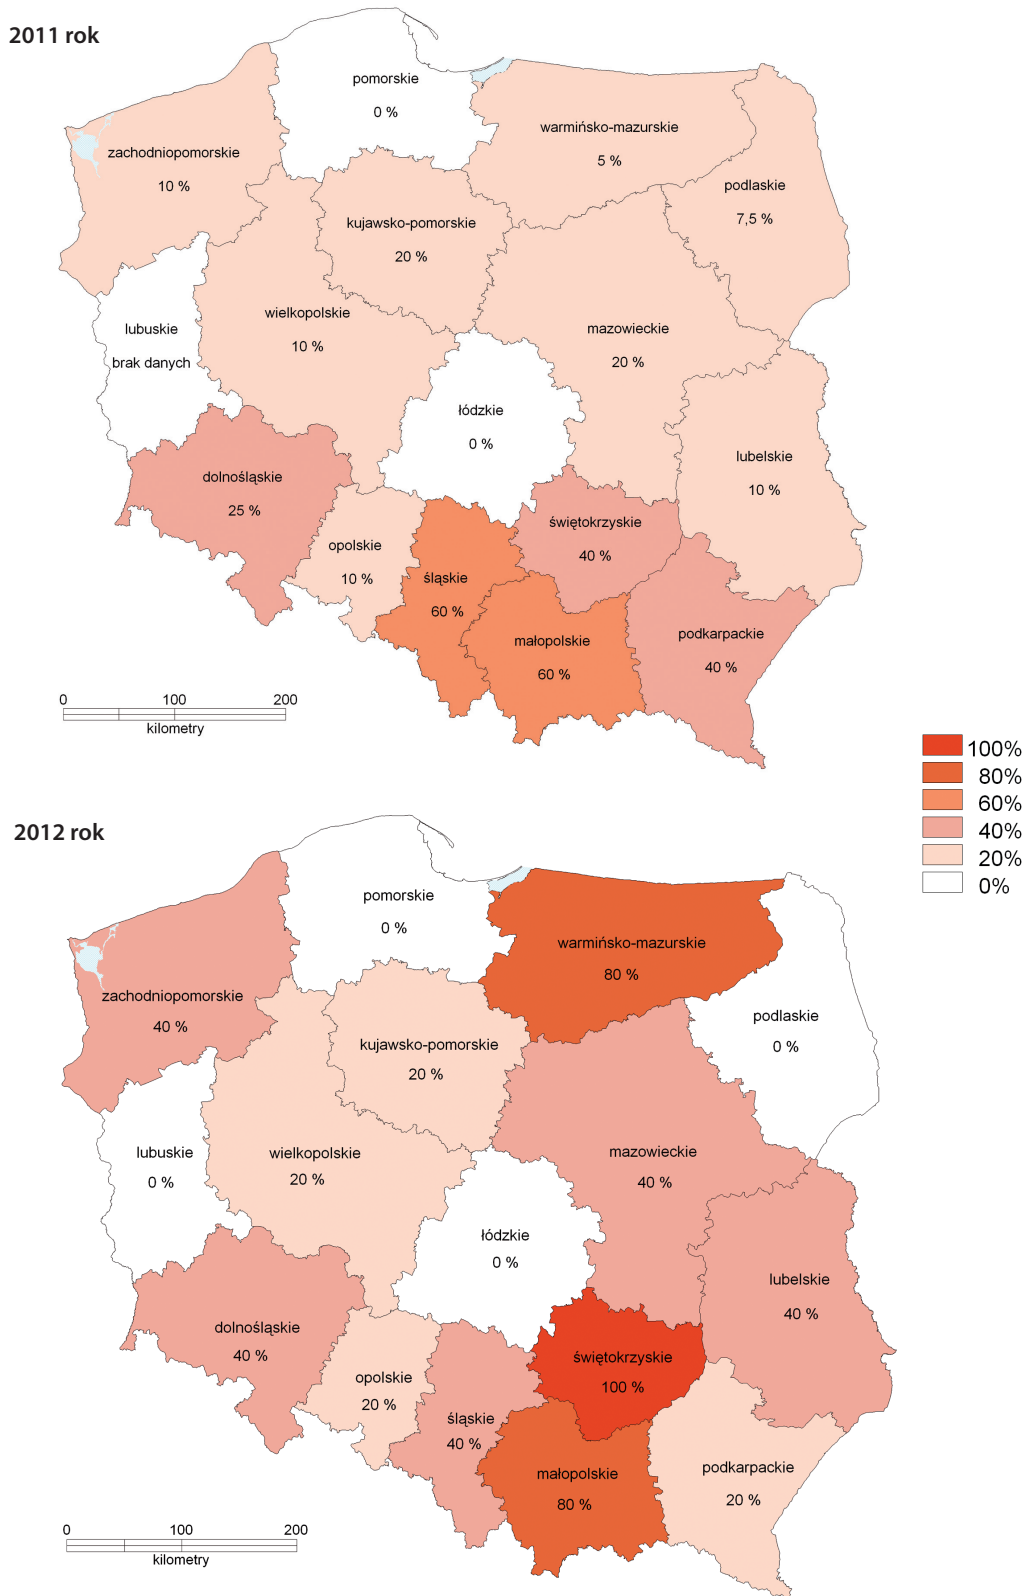 2011 rok
pomorskie
0 %
warmińsko-mazurskie
5 %
zachodniopomorskie
10 %
podlaskie
7,5 %
kujawsko-pomorskie
20 %
wielkopolskie
10 %
lubuskie
brak danych
mazowieckie
20 %
łódzkie
0 %
lubelskie
10 %
dolnośląskie
25 %
świętokrzyskie
40 %
opolskie
10 %
śląskie
60 %
małopolskie
60 %
podkarpackie
40 %
0 100 200
kilometry
100%
80%
60%
40%
20%
0%
2012 rok
pomorskie
0 %
warmińsko-mazurskie
80 %
zachodniopomorskie
40 %
podlaskie
0 %
kujawsko-pomorskie
20 %
lubuskie
0 %
wielkopolskie
20 %
mazowieckie
40 %
łódzkie
0 %
lubelskie
40 %
dolnośląskie
40 %
świętokrzyskie
100 %
opolskie
20 %
śląskie
40 %
małopolskie
80 %
podkarpackie
20 %
0 100 200
kilometry